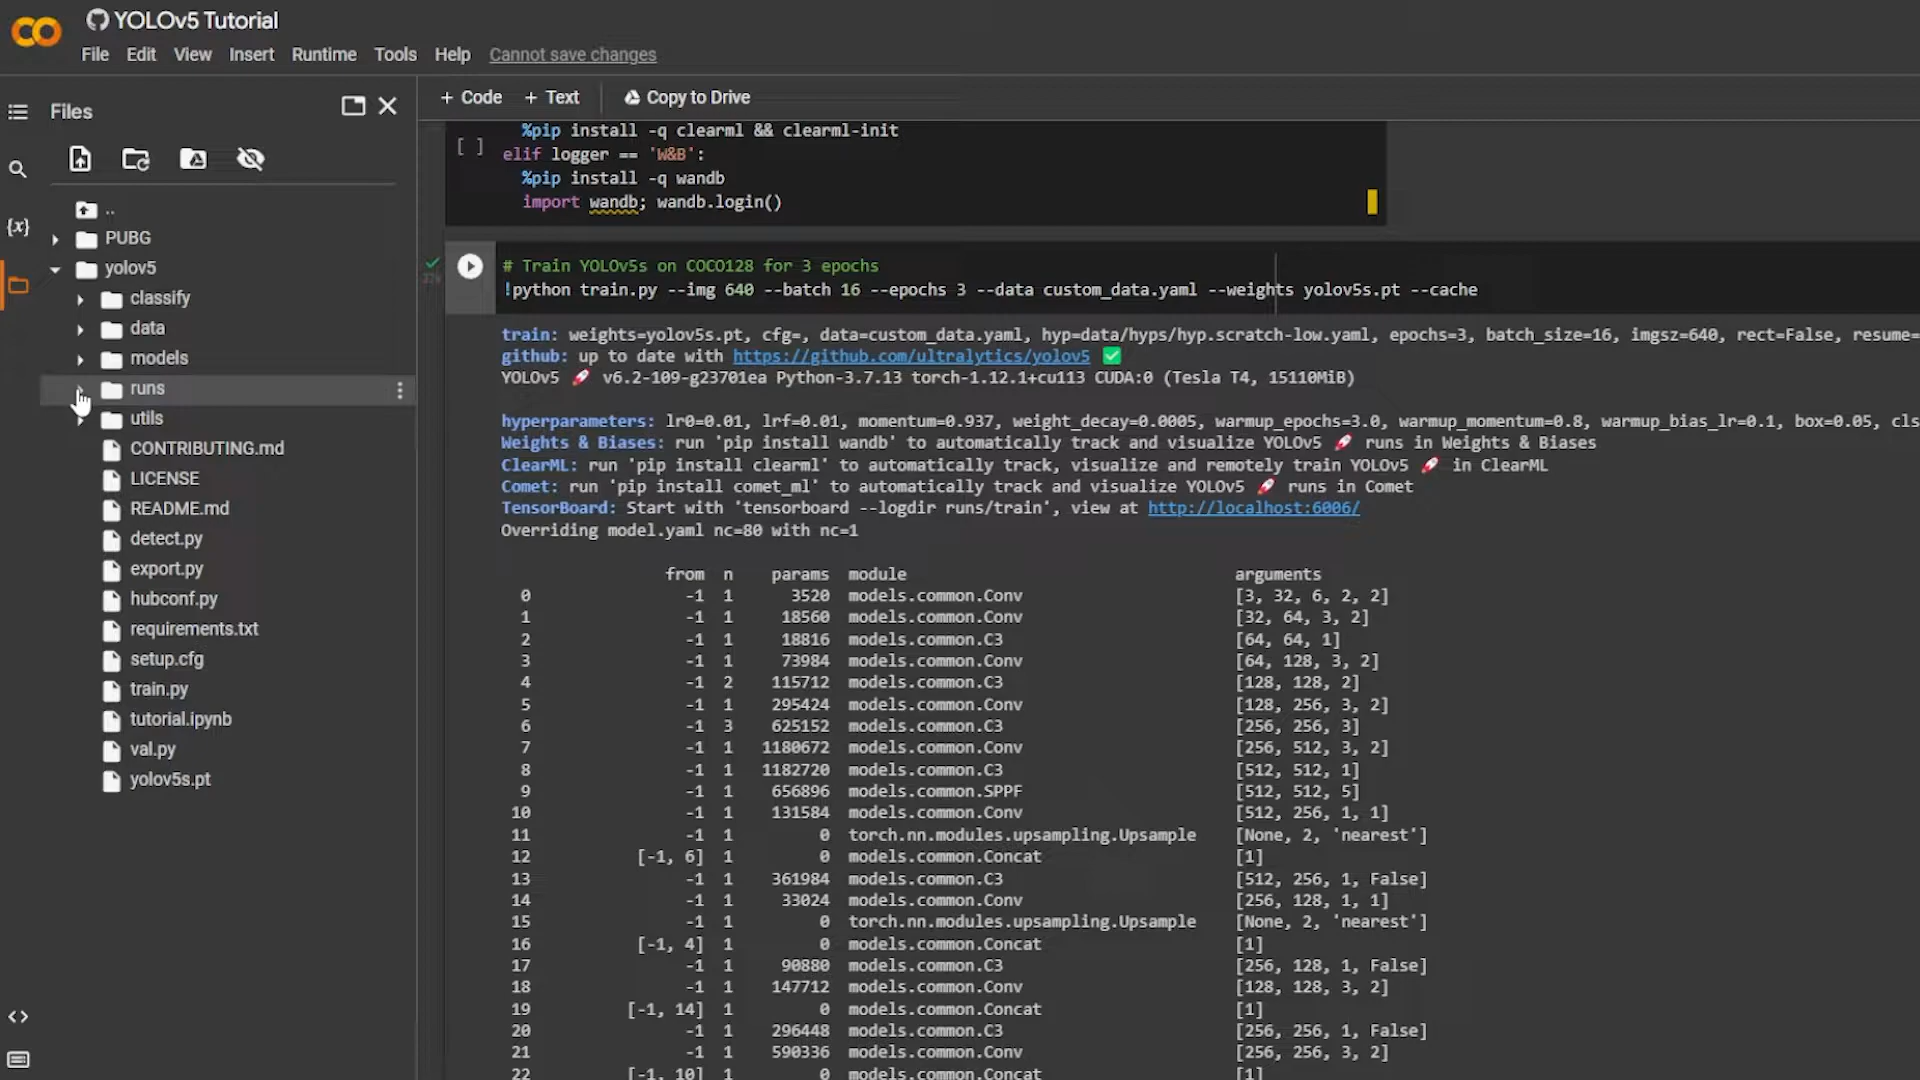 YOLOv5 Tutorial
File Edit View Insert Runtime Tools Help Cannot save changes
Files
+ Code + Text Copy to Drive
..
PUBG
yolov5
classify
data
models
runs
utils
CONTRIBUTING.md
LICENSE
README.md
detect.py
export.py
hubconf.py
requirements.txt
setup.cfg
train.py
tutorial.ipynb
val.py
yolov5s.pt
{x}
<>
[ ]
%pip install -q clearml && clearml-init
elif logger == 'W&B':
%pip install -q wandb
import wandb; wandb.login()
# Train YOLOv5s on COCO128 for 3 epochs
!python train.py --img 640 --batch 16 --epochs 3 --data custom_data.yaml --weights yolov5s.pt --cache
train: weights=yolov5s.pt, cfg=, data=custom_data.yaml, hyp=data/hyps/hyp.scratch-low.yaml, epochs=3, batch_size=16, imgsz=640, rect=False, resume=
github: up to date with https://github.com/ultralytics/yolov5 ✅
YOLOv5 🚀 v6.2-109-g23701ea Python-3.7.13 torch-1.12.1+cu113 CUDA:0 (Tesla T4, 15110MiB)
hyperparameters: lr0=0.01, lrf=0.01, momentum=0.937, weight_decay=0.0005, warmup_epochs=3.0, warmup_momentum=0.8, warmup_bias_lr=0.1, box=0.05, cls
Weights & Biases: run 'pip install wandb' to automatically track and visualize YOLOv5 🚀 runs in Weights & Biases
ClearML: run 'pip install clearml' to automatically track, visualize and remotely train YOLOv5 🚀 in ClearML
Comet: run 'pip install comet_ml' to automatically track and visualize YOLOv5 🚀 runs in Comet
TensorBoard: Start with 'tensorboard --logdir runs/train', view at http://localhost:6006/
Overriding model.yaml nc=80 with nc=1
from n params module arguments
0 -1 1 3520 models.common.Conv [3, 32, 6, 2, 2]
1 -1 1 18560 models.common.Conv [32, 64, 3, 2]
2 -1 1 18816 models.common.C3 [64, 64, 1]
3 -1 1 73984 models.common.Conv [64, 128, 3, 2]
4 -1 2 115712 models.common.C3 [128, 128, 2]
5 -1 1 295424 models.common.Conv [128, 256, 3, 2]
6 -1 3 625152 models.common.C3 [256, 256, 3]
7 -1 1 1180672 models.common.Conv [256, 512, 3, 2]
8 -1 1 1182720 models.common.C3 [512, 512, 1]
9 -1 1 656896 models.common.SPPF [512, 512, 5]
10 -1 1 131584 models.common.Conv [512, 256, 1, 1]
11 -1 1 0 torch.nn.modules.upsampling.Upsample [None, 2, 'nearest']
12 [-1, 6] 1 0 models.common.Concat [1]
13 -1 1 361984 models.common.C3 [512, 256, 1, False]
14 -1 1 33024 models.common.Conv [256, 128, 1, 1]
15 -1 1 0 torch.nn.modules.upsampling.Upsample [None, 2, 'nearest']
16 [-1, 4] 1 0 models.common.Concat [1]
17 -1 1 90880 models.common.C3 [256, 128, 1, False]
18 -1 1 147712 models.common.Conv [128, 128, 3, 2]
19 [-1, 14] 1 0 models.common.Concat [1]
20 -1 1 296448 models.common.C3 [256, 256, 1, False]
21 -1 1 590336 models.common.Conv [256, 256, 3, 2]
22 [-1, 10] 1 0 models.common.Concat [1]